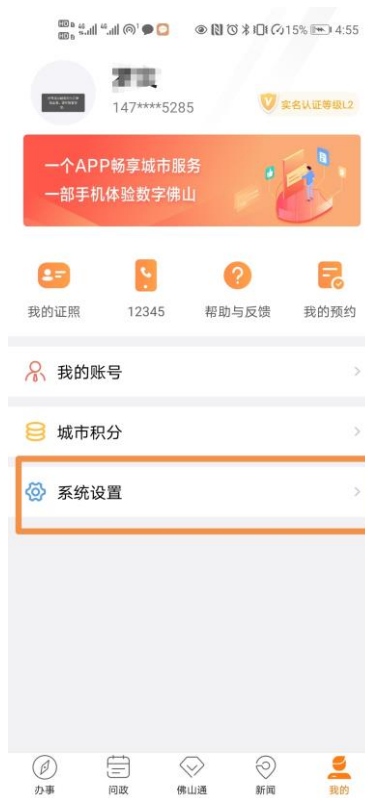 15% 4:55
147****5285
实名认证等级L2
一个APP畅享城市服务
一部手机体验数字佛山
我的证照
12345
帮助与反馈
我的预约
我的账号
城市积分
系统设置
办事
问政
佛山通
新闻
我的